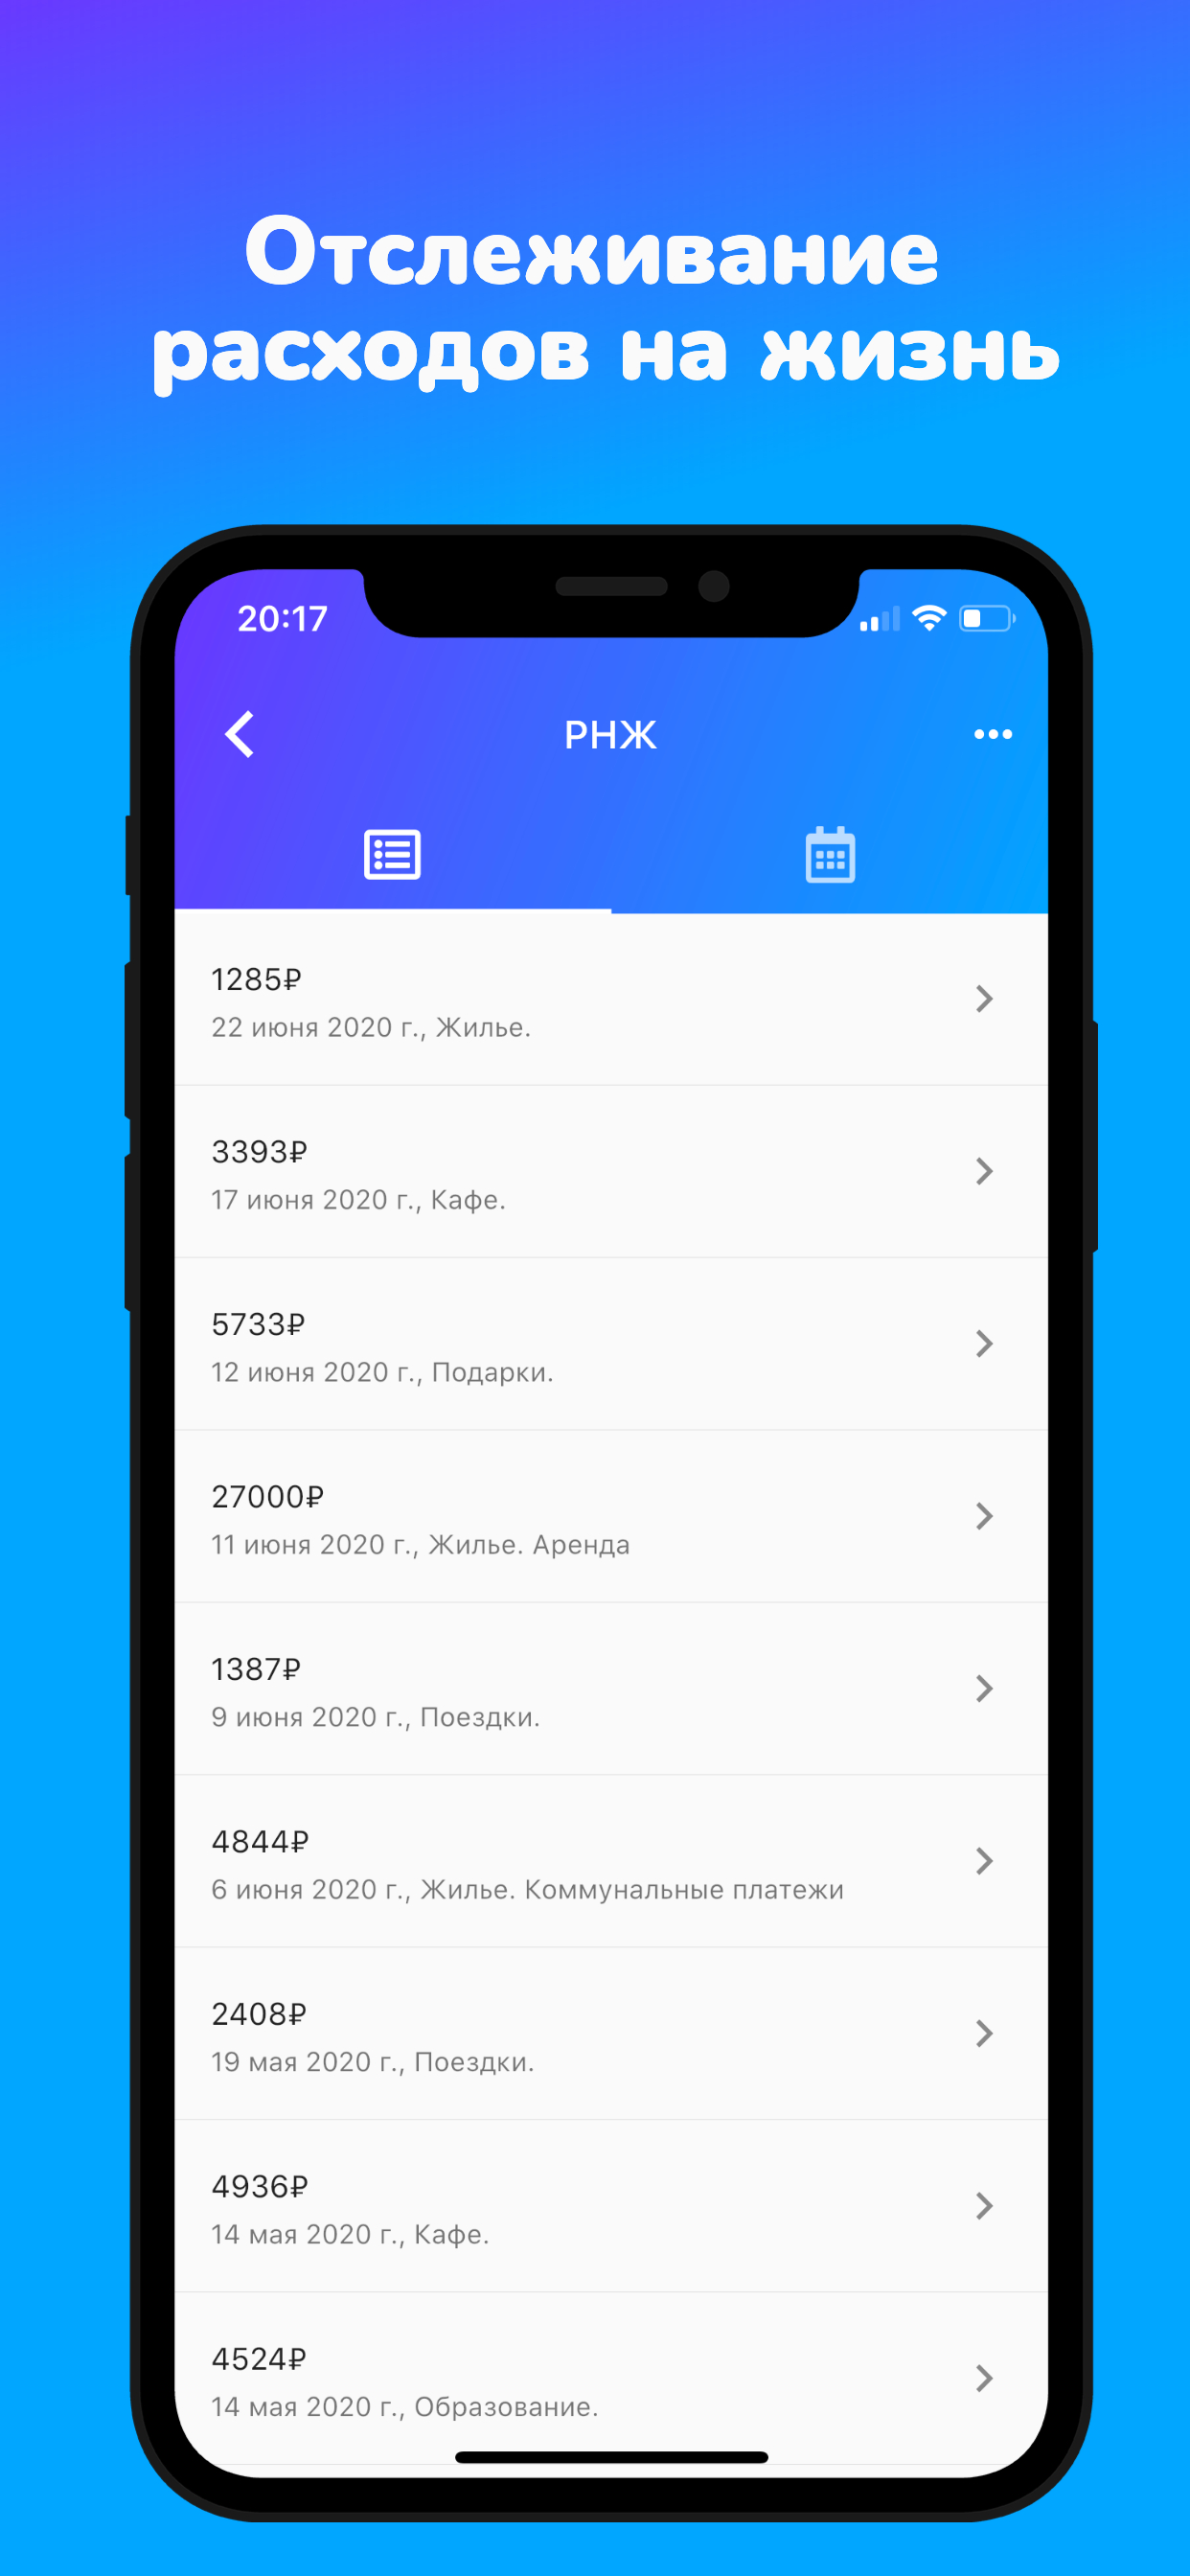 Отслеживание
расходов на жизнь
20:17
РНЖ
1285₽
22 июня 2020 г., Жилье.
3393₽
17 июня 2020 г., Кафе.
5733₽
12 июня 2020 г., Подарки.
27000₽
11 июня 2020 г., Жилье. Аренда
1387₽
9 июня 2020 г., Поездки.
4844₽
6 июня 2020 г., Жилье. Коммунальные платежи
2408₽
19 мая 2020 г., Поездки.
4936₽
14 мая 2020 г., Кафе.
4524₽
14 мая 2020 г., Образование.